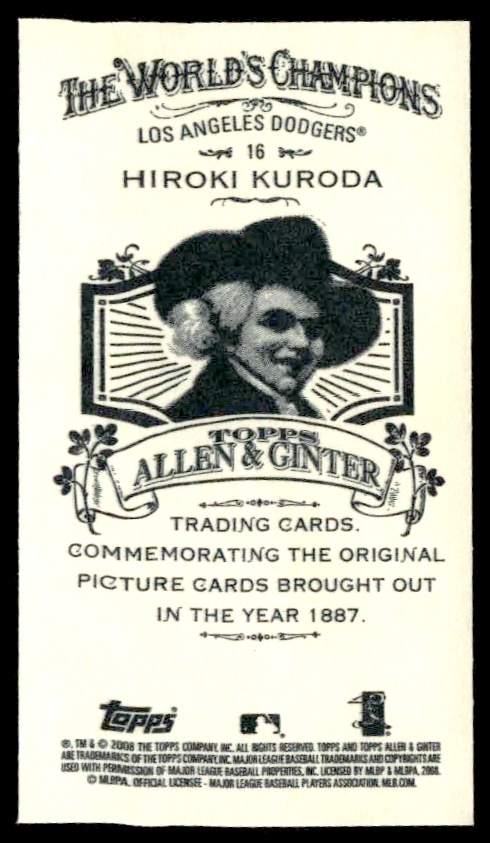 THE WORLD'S CHAMPIONS
LOS ANGELES DODGERS®
16
HIROKI KURODA
TOPPS
ALLEN & GINTER
TRADING CARDS.
COMMEMORATING THE ORIGINAL
PICTURE CARDS BROUGHT OUT
IN THE YEAR 1887.
topps
®, TM & © 2008 THE TOPPS COMPANY, INC. ALL RIGHTS RESERVED. TOPPS AND TOPPS ALLEN & GINTER
ARE TRADEMARKS OF THE TOPPS COMPANY, INC. MAJOR LEAGUE BASEBALL TRADEMARKS AND COPYRIGHTS ARE
USED WITH PERMISSION OF MAJOR LEAGUE BASEBALL PROPERTIES, INC. LICENSED BY MLBP & MLBPA, 2008.
© MLBPA. OFFICIAL LICENSEE - MAJOR LEAGUE BASEBALL PLAYERS ASSOCIATION. MLB.COM.